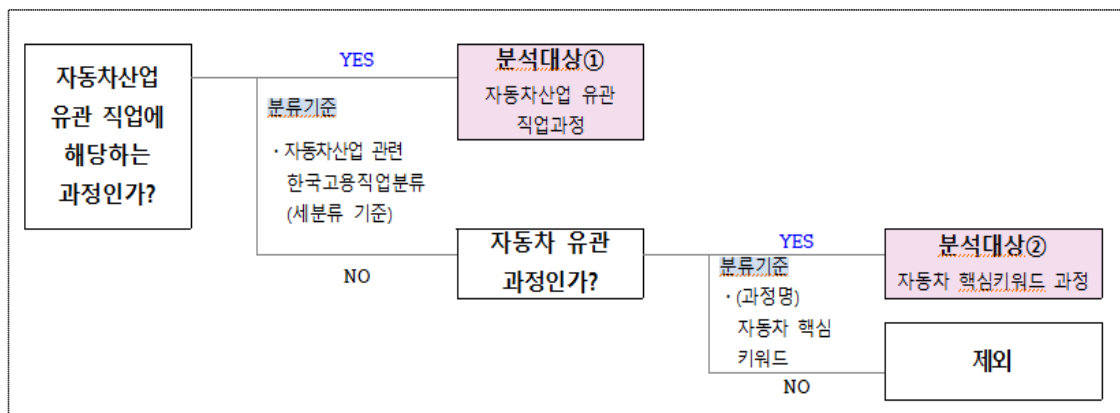 자동차산업
유관 직업에
해당하는
과정인가?
YES
분류기준
· 자동차산업 관련
한국고용직업분류
(세분류 기준)
NO
분석대상①
자동차산업 유관
직업과정
자동차 유관
과정인가?
YES
분류기준
· (과정명)
자동차 핵심
키워드
NO
분석대상②
자동차 핵심키워드 과정
제외